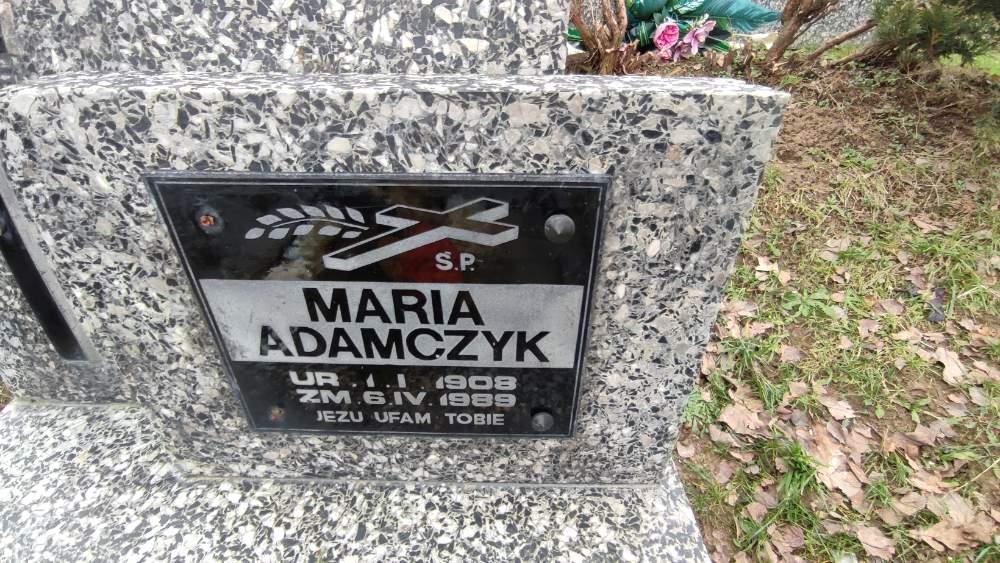 S.P.
MARIA
ADAMCZYK
UR. 1. I. 1908
ZM. 6. IV. 1989
JEZU UFAM TOBIE